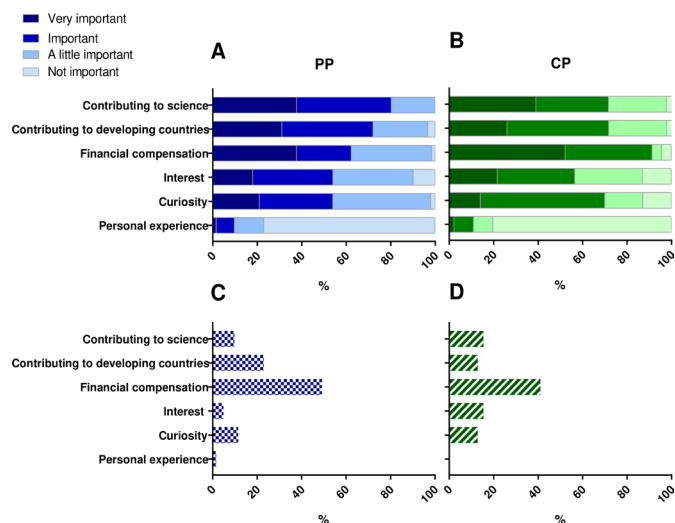 Very important
Important
A little important
Not important
A
B
PP
CP
Contributing to science
Contributing to developing countries
Financial compensation
Interest
Curiosity
Personal experience
0 20 40 60 80 100
0 20 40 60 80 100
%
%
C
D
Contributing to science
Contributing to developing countries
Financial compensation
Interest
Curiosity
Personal experience
0 20 40 60 80 100
0 20 40 60 80 100
%
%